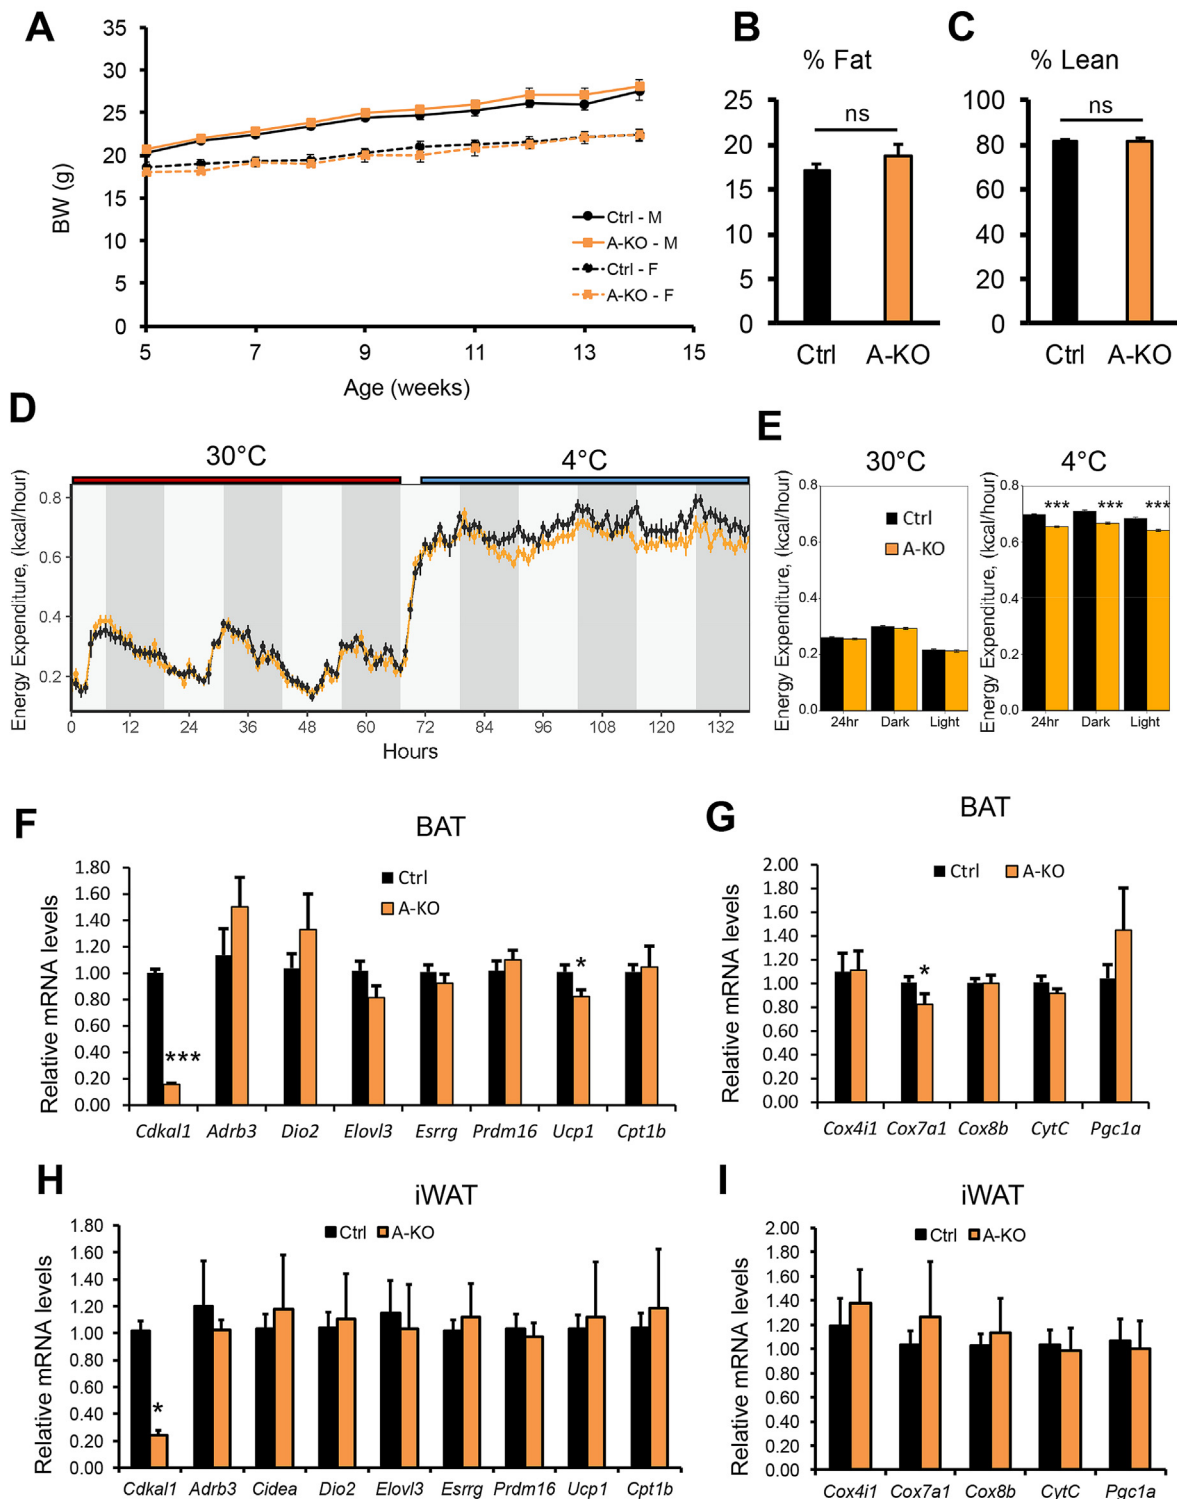 A
35
30
25
20
15
10
5
0
BW (g)
5 7 9 11 13 15
Age (weeks)
Ctrl - M
A-KO - M
Ctrl - F
A-KO - F
B
% Fat
ns
25
20
15
10
5
0
Ctrl A-KO
C
% Lean
ns
100
80
60
40
20
0
Ctrl A-KO
D
30°C 4°C
Energy Expenditure, (kcal/hour)
0.8
0.6
0.4
0.2
0 12 24 36 48 60 72 84 96 108 120 132
Hours
E
30°C
Energy Expenditure, (kcal/hour)
0.8
0.6
0.4
0.2
0.0
Ctrl
A-KO
24hr Dark Light
4°C
Energy Expenditure, (kcal/hour)
0.8
0.6
0.4
0.2
0.0
*** *** ***
24hr Dark Light
F
BAT
Relative mRNA levels
1.80
1.60
1.40
1.20
1.00
0.80
0.60
0.40
0.20
0.00
Ctrl
A-KO
***
*
Cdkal1 Adrb3 Dio2 Elovl3 Esrrg Prdm16 Ucp1 Cpt1b
G
BAT
Relative mRNA levels
2.00
1.80
1.60
1.40
1.20
1.00
0.80
0.60
0.40
0.20
0.00
Ctrl A-KO
*
Cox4i1 Cox7a1 Cox8b CytC Pgc1a
H
iWAT
Relative mRNA levels
1.80
1.60
1.40
1.20
1.00
0.80
0.60
0.40
0.20
0.00
Ctrl A-KO
*
Cdkal1 Adrb3 Cidea Dio2 Elovl3 Esrrg Prdm16 Ucp1 Cpt1b
I
iWAT
Relative mRNA levels
2.00
1.80
1.60
1.40
1.20
1.00
0.80
0.60
0.40
0.20
0.00
Ctrl A-KO
Cox4i1 Cox7a1 Cox8b CytC Pgc1a